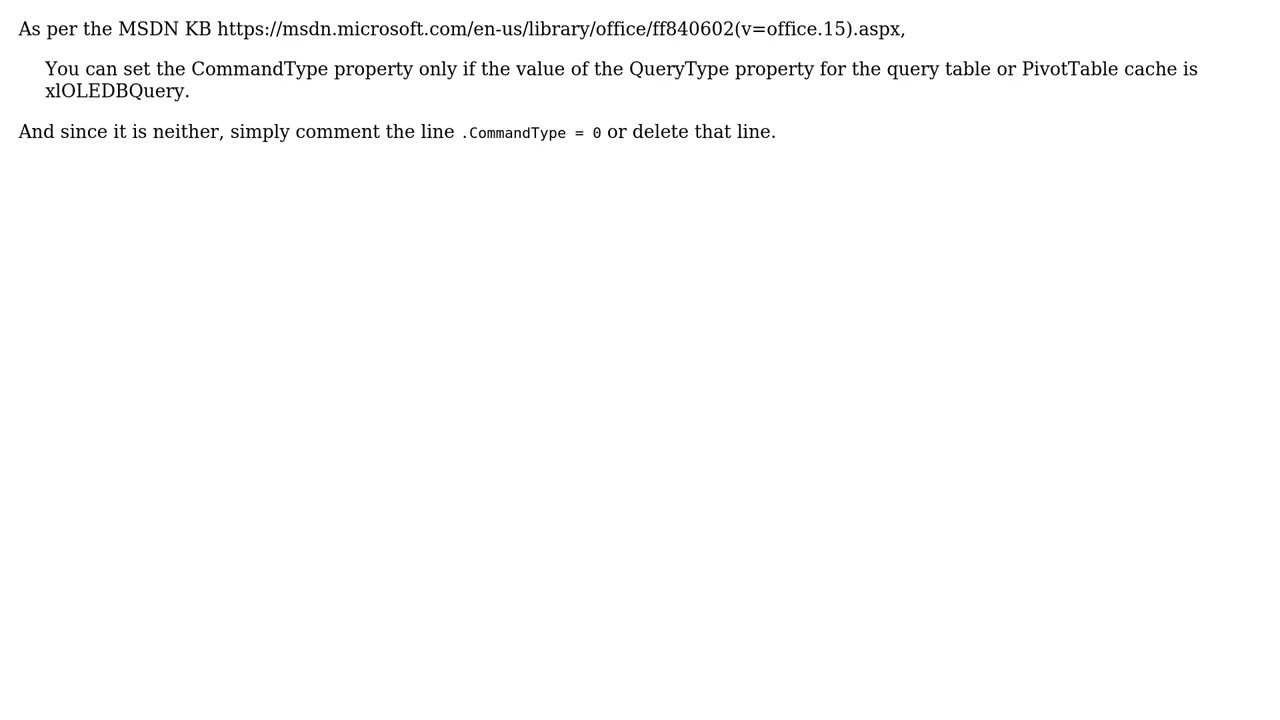 As per the MSDN KB https://msdn.microsoft.com/en-us/library/office/ff840602(v=office.15).aspx,
You can set the CommandType property only if the value of the QueryType property for the query table or PivotTable cache is
xlOLEDBQuery.
And since it is neither, simply comment the line .CommandType = 0 or delete that line.